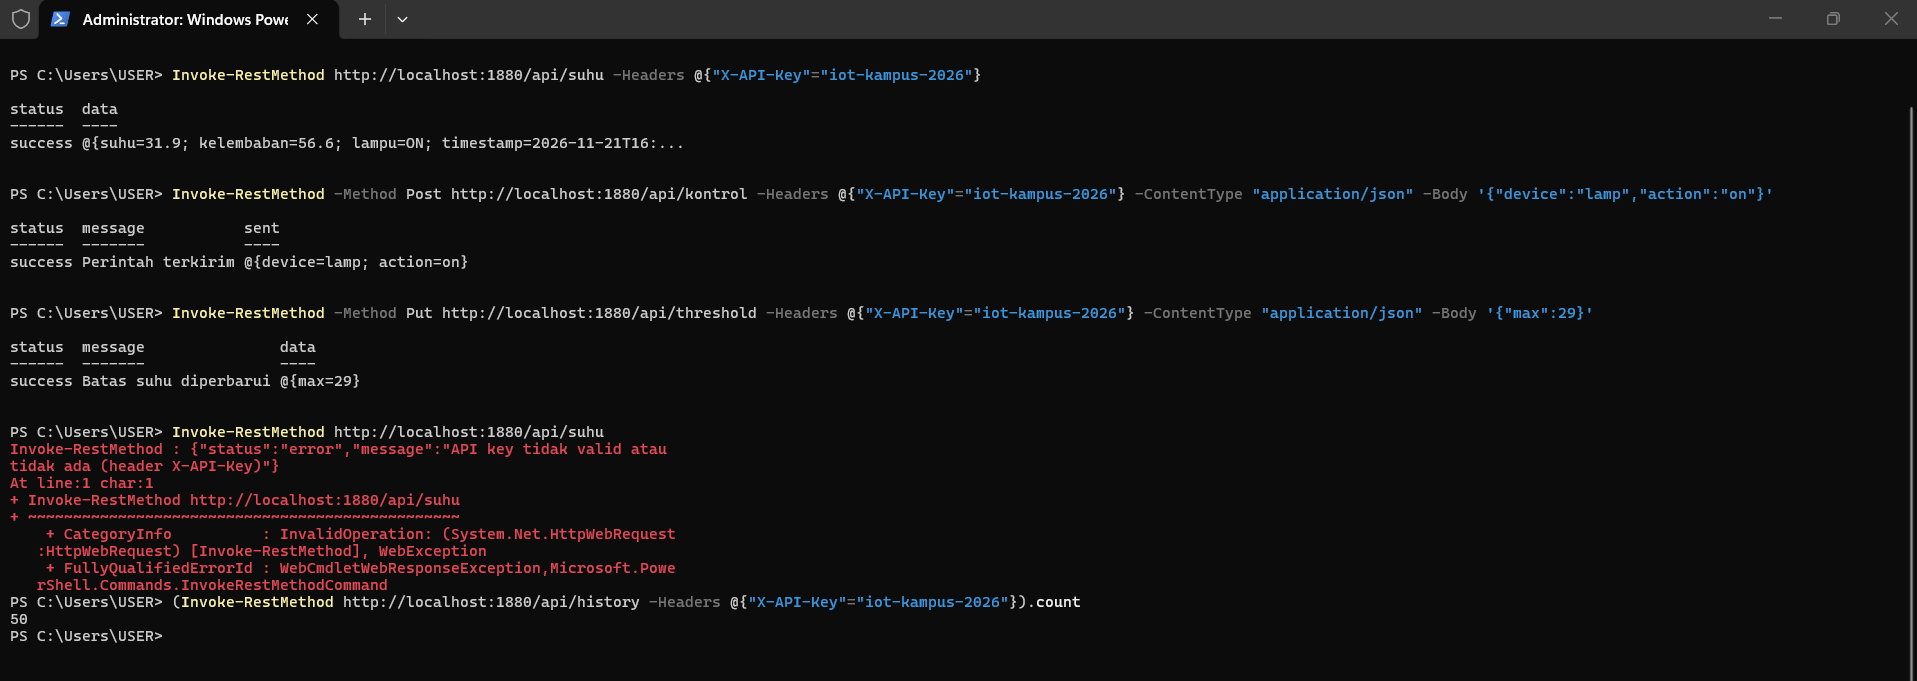 Administrator: Windows Powe
PS C:\Users\USER> Invoke-RestMethod http://localhost:1880/api/suhu -Headers @{"X-API-Key"="iot-kampus-2026"}
status  data
------  ----
success @{suhu=31.9; kelembaban=56.6; lampu=ON; timestamp=2026-11-21T16:...
PS C:\Users\USER> Invoke-RestMethod -Method Post http://localhost:1880/api/kontrol -Headers @{"X-API-Key"="iot-kampus-2026"} -ContentType "application/json" -Body '{"device":"lamp","action":"on"}'
status  message           sent
------  -------           ----
success Perintah terkirim @{device=lamp; action=on}
PS C:\Users\USER> Invoke-RestMethod -Method Put http://localhost:1880/api/threshold -Headers @{"X-API-Key"="iot-kampus-2026"} -ContentType "application/json" -Body '{"max":29}'
status  message               data
------  -------               ----
success Batas suhu diperbarui @{max=29}
PS C:\Users\USER> Invoke-RestMethod http://localhost:1880/api/suhu
Invoke-RestMethod : {"status":"error","message":"API key tidak valid atau
tidak ada (header X-API-Key)"}
At line:1 char:1
+ Invoke-RestMethod http://localhost:1880/api/suhu
+ ~~~~~~~~~~~~~~~~~~~~~~~~~~~~~~~~~~~~~~~~~~~~~~~~
    + CategoryInfo          : InvalidOperation: (System.Net.HttpWebRequest
   :HttpWebRequest) [Invoke-RestMethod], WebException
    + FullyQualifiedErrorId : WebCmdletWebResponseException,Microsoft.Powe
   rShell.Commands.InvokeRestMethodCommand
PS C:\Users\USER> (Invoke-RestMethod http://localhost:1880/api/history -Headers @{"X-API-Key"="iot-kampus-2026"}).count
50
PS C:\Users\USER>